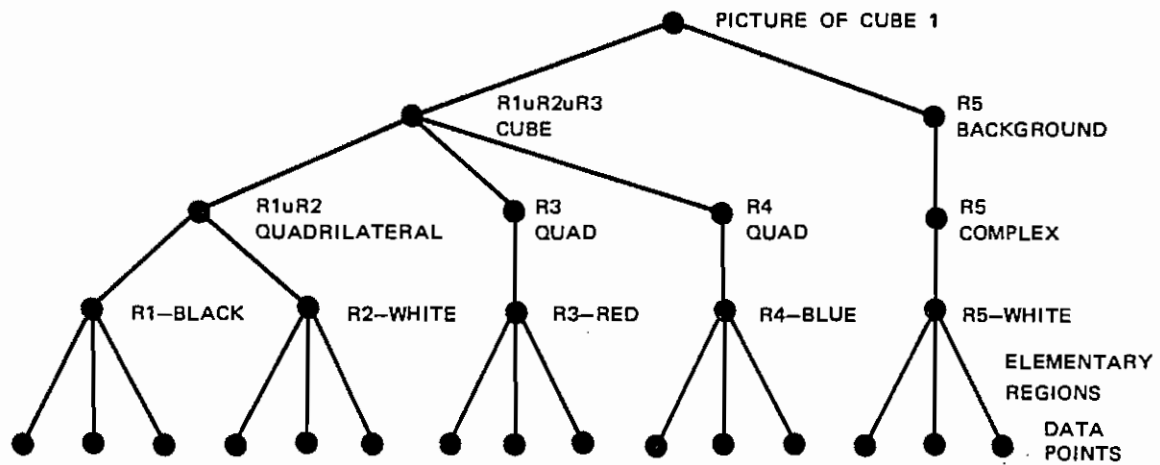 PICTURE OF CUBE 1
R1uR2uR3
CUBE
R5
BACKGROUND
R1uR2
QUADRILATERAL
R3
QUAD
R4
QUAD
R5
COMPLEX
R1–BLACK
R2–WHITE
R3–RED
R4–BLUE
R5–WHITE
ELEMENTARY
REGIONS
DATA
POINTS